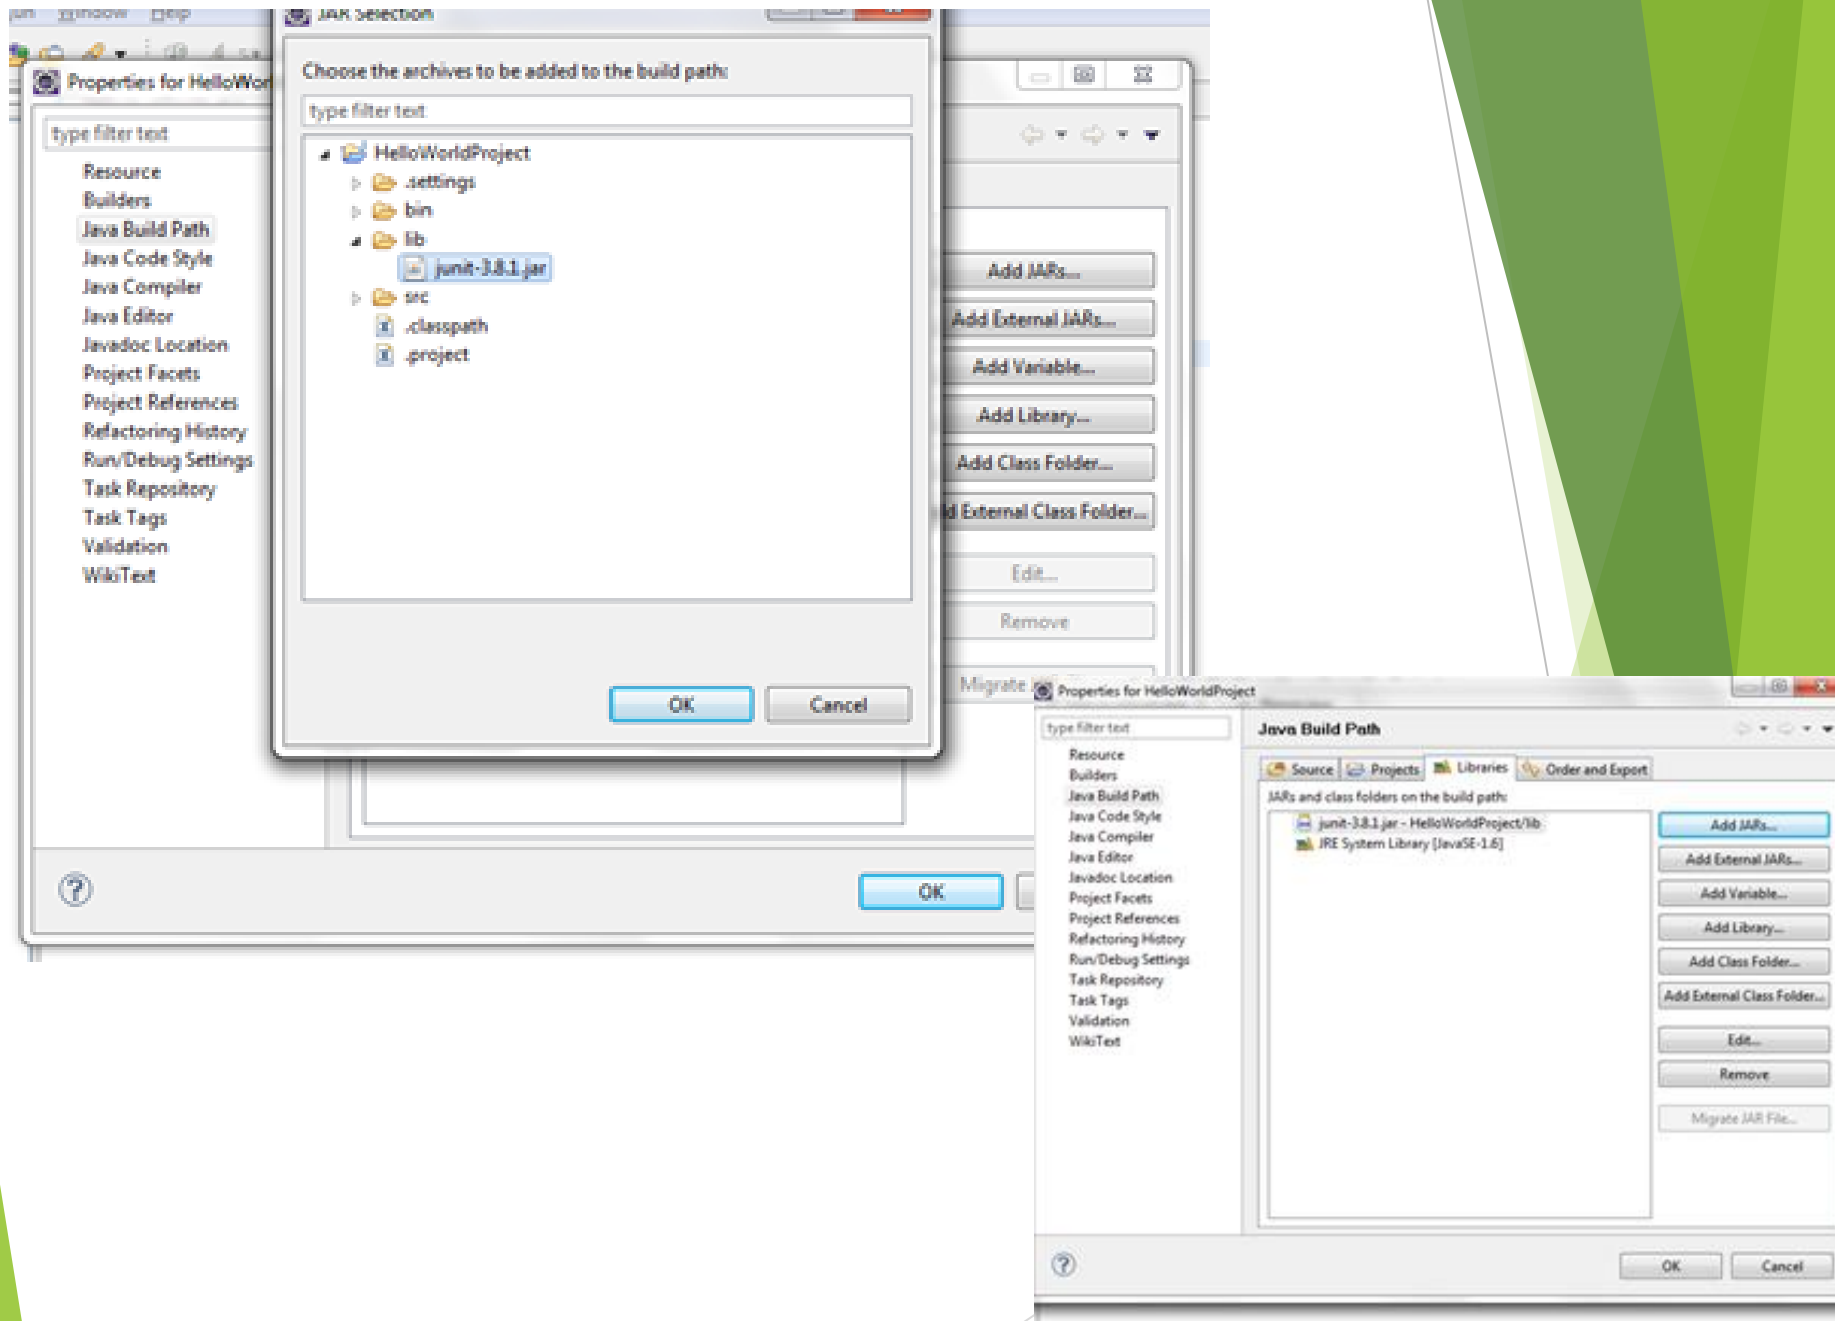 Window Help
JAR Selection
Properties for HelloWor
type filter text
Resource
Builders
Java Build Path
Java Code Style
Java Compiler
Java Editor
Javadoc Location
Project Facets
Project References
Refactoring History
Run/Debug Settings
Task Repository
Task Tags
Validation
WikiText
Choose the archives to be added to the build path:
type filter text
HelloWorldProject
.settings
bin
lib
junit-3.8.1.jar
src
.classpath
.project
OK
Cancel
Add JARs...
Add External JARs...
Add Variable...
Add Library...
Add Class Folder...
d External Class Folder...
Edit...
Remove
Migrate
OK
Properties for HelloWorldProject
type filter text
Resource
Builders
Java Build Path
Java Code Style
Java Compiler
Java Editor
Javadoc Location
Project Facets
Project References
Refactoring History
Run/Debug Settings
Task Repository
Task Tags
Validation
WikiText
Java Build Path
Source Projects Libraries Order and Export
JARs and class folders on the build path:
junit-3.8.1.jar - HelloWorldProject/lib
JRE System Library [JavaSE-1.6]
Add JARs...
Add External JARs...
Add Variable...
Add Library...
Add Class Folder...
Add External Class Folder...
Edit...
Remove
Migrate JAR File...
OK
Cancel